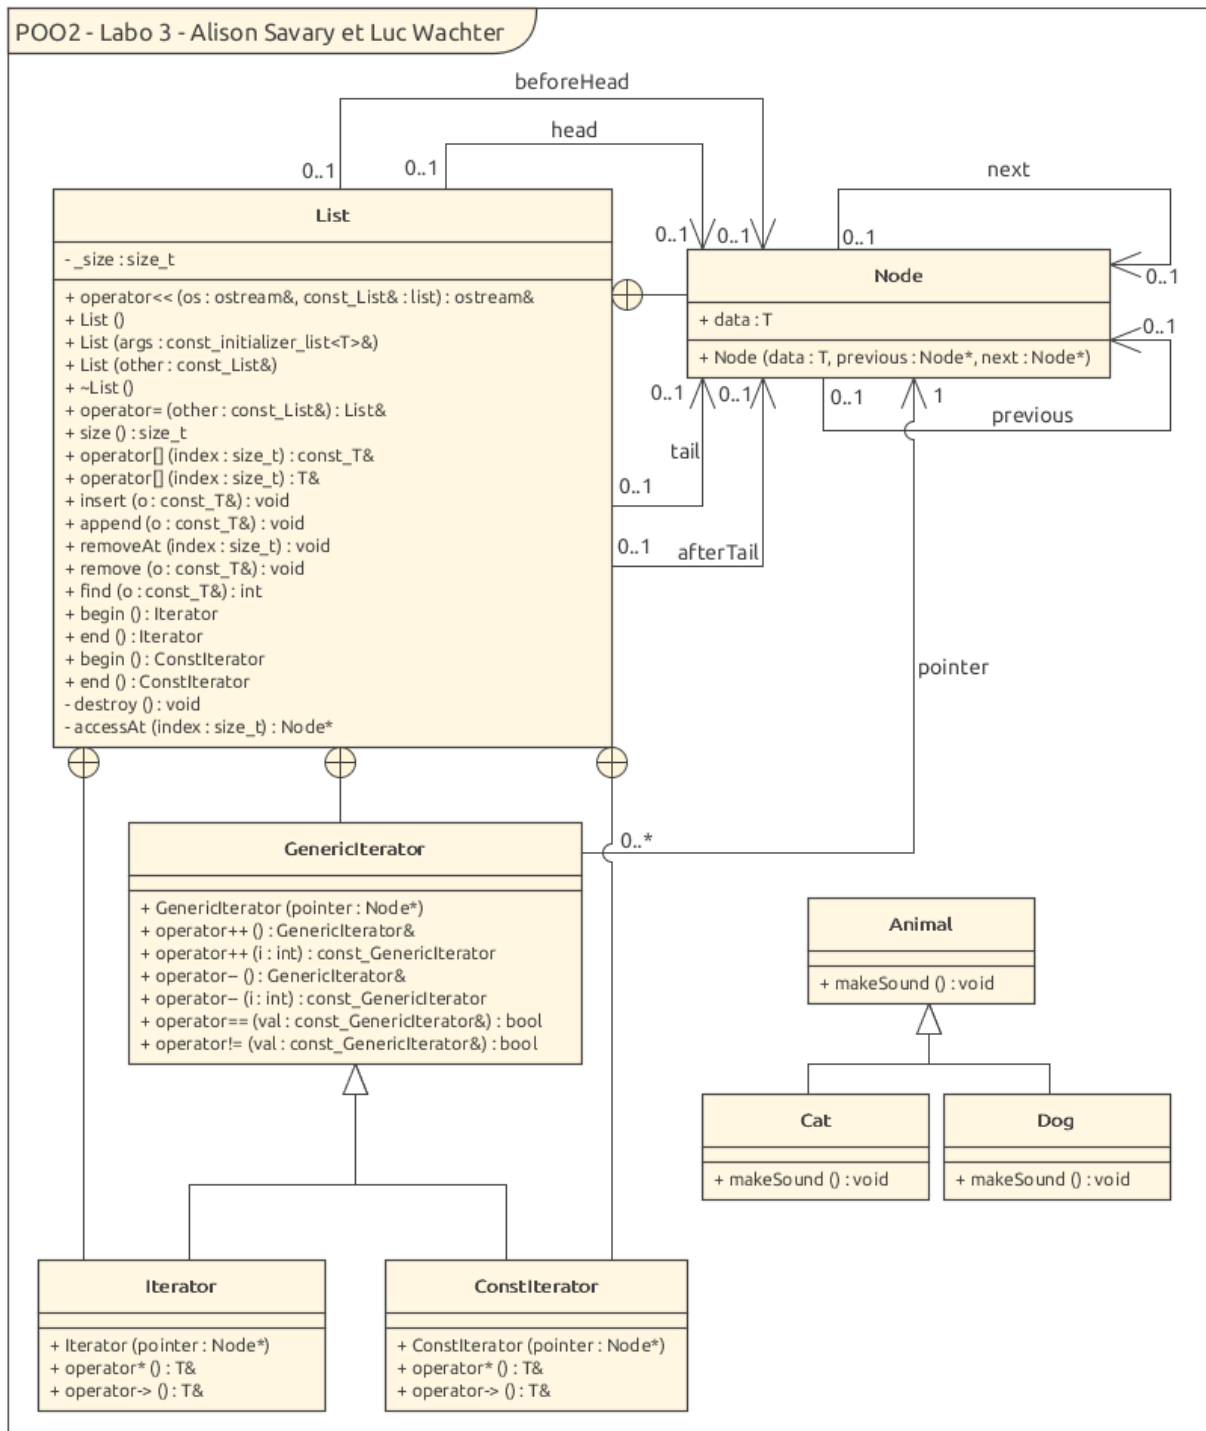 POO2 - Labo 3 - Alison Savary et Luc Wachter
beforeHead
head
0..1
0..1
next
List
0..1
0..1
0..1
0..1
Node
- _size : size_t
+ data : T
0..1
+ operator<< (os : ostream&, const_List& : list) : ostream&
+ List ()
+ List (args : const_initializer_list<T>&)
+ List (other : const_List&)
+ ~List ()
+ operator= (other : const_List&) : List&
+ size () : size_t
+ operator[] (index : size_t) : const_T&
+ operator[] (index : size_t) : T&
+ insert (o : const_T&) : void
+ append (o : const_T&) : void
+ removeAt (index : size_t) : void
+ remove (o : const_T&) : void
+ find (o : const_T&) : int
+ begin () : Iterator
+ end () : Iterator
+ begin () : ConstIterator
+ end () : ConstIterator
- destroy () : void
- accessAt (index : size_t) : Node*
0..1
+ Node (data : T, previous : Node*, next : Node*)
0..1
0..1
0..1
1
previous
tail
0..1
0..1
afterTail
pointer
0..*
GenericIterator
+ GenericIterator (pointer : Node*)
+ operator++ () : GenericIterator&
+ operator++ (i : int) : const_GenericIterator
+ operator-- () : GenericIterator&
+ operator-- (i : int) : const_GenericIterator
+ operator== (val : const_GenericIterator&) : bool
+ operator!= (val : const_GenericIterator&) : bool
Animal
+ makeSound () : void
Cat
+ makeSound () : void
Dog
+ makeSound () : void
Iterator
+ Iterator (pointer : Node*)
+ operator* () : T&
+ operator-> () : T&
ConstIterator
+ ConstIterator (pointer : Node*)
+ operator* () : T&
+ operator-> () : T&